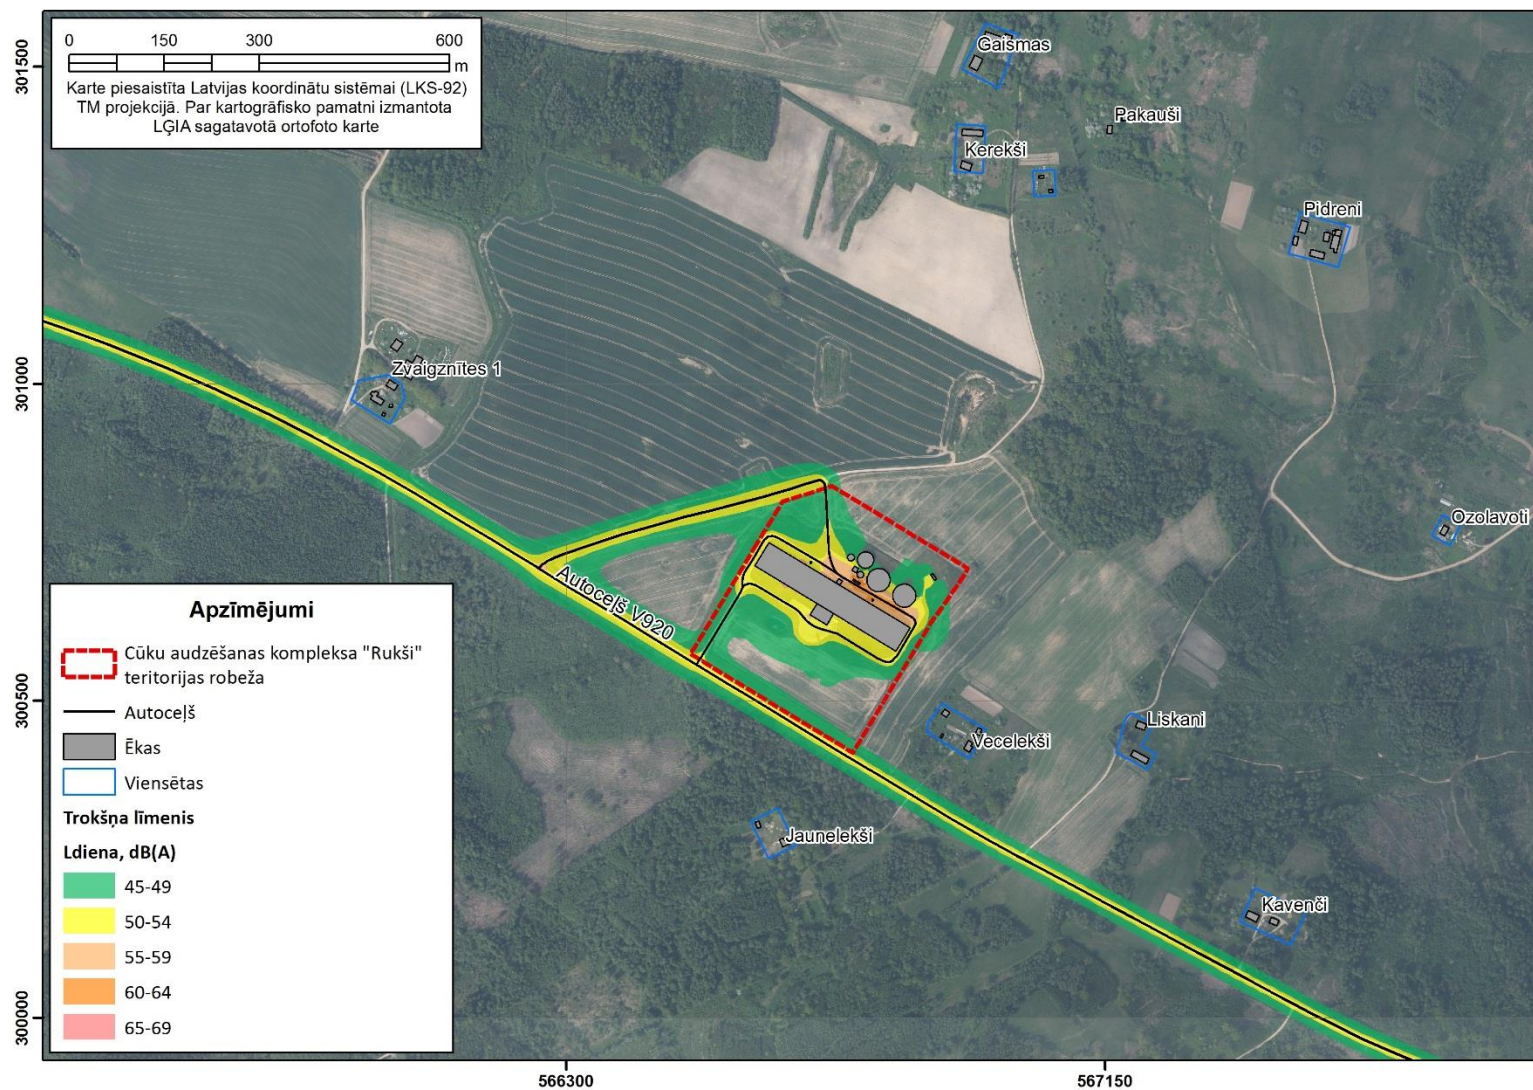 0 150 300 600
m
Karte piesaistīta Latvijas koordinātu sistēmai (LKS-92)
TM projekcijā. Par kartogrāfisko pamatni izmantota
LĢIA sagatavotā ortofoto karte
301500
301000
300500
300000
Gaišmas
Pakauši
Kerekši
Pidreni
Zvaigznītes 1
Ozolavoti
Autoceļš V920
Vecelekši
Liskani
Jaunelekši
Kavenči
Apzīmējumi
Cūku audzēšanas kompleksa "Rukši"
teritorijas robeža
Autoceļš
Ēkas
Viensētas
Trokšņa līmenis
Ldiena, dB(A)
45-49
50-54
55-59
60-64
65-69
566300 567150